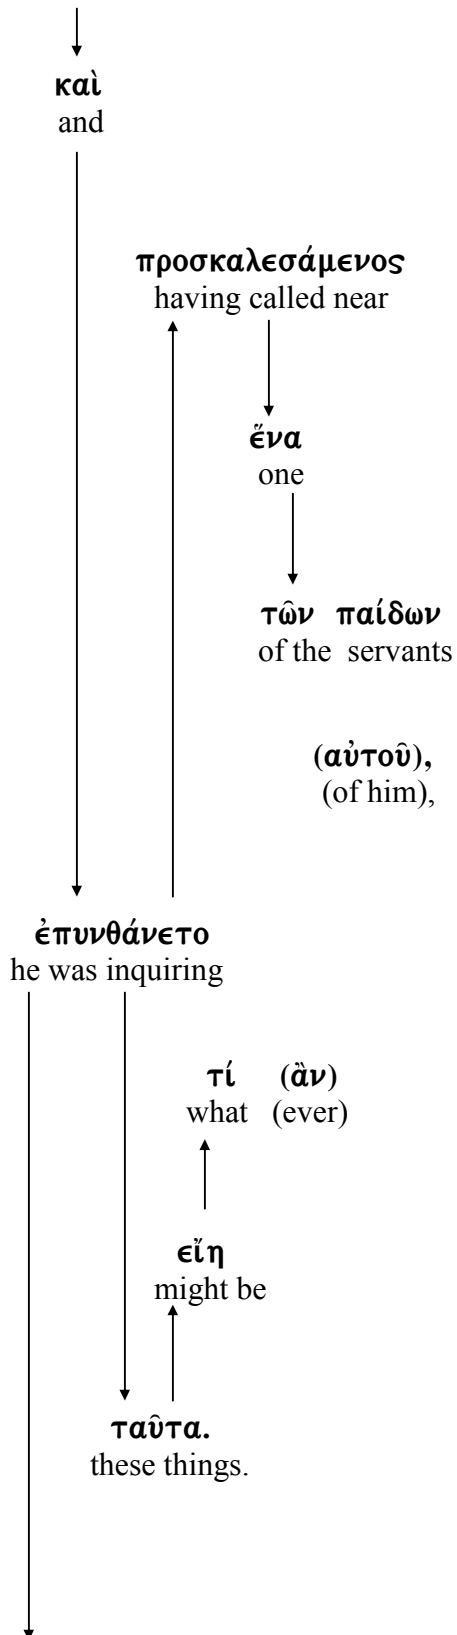 καὶ
and
προσκαλεσάμενος
having called near
ἕνα
one
τῶν παίδων
of the servants
(αὐτοῦ),
(of him),
ἐπυνθάνετο
he was inquiring
τί (ἂν)
what (ever)
εἴη
might be
ταῦτα.
these things.